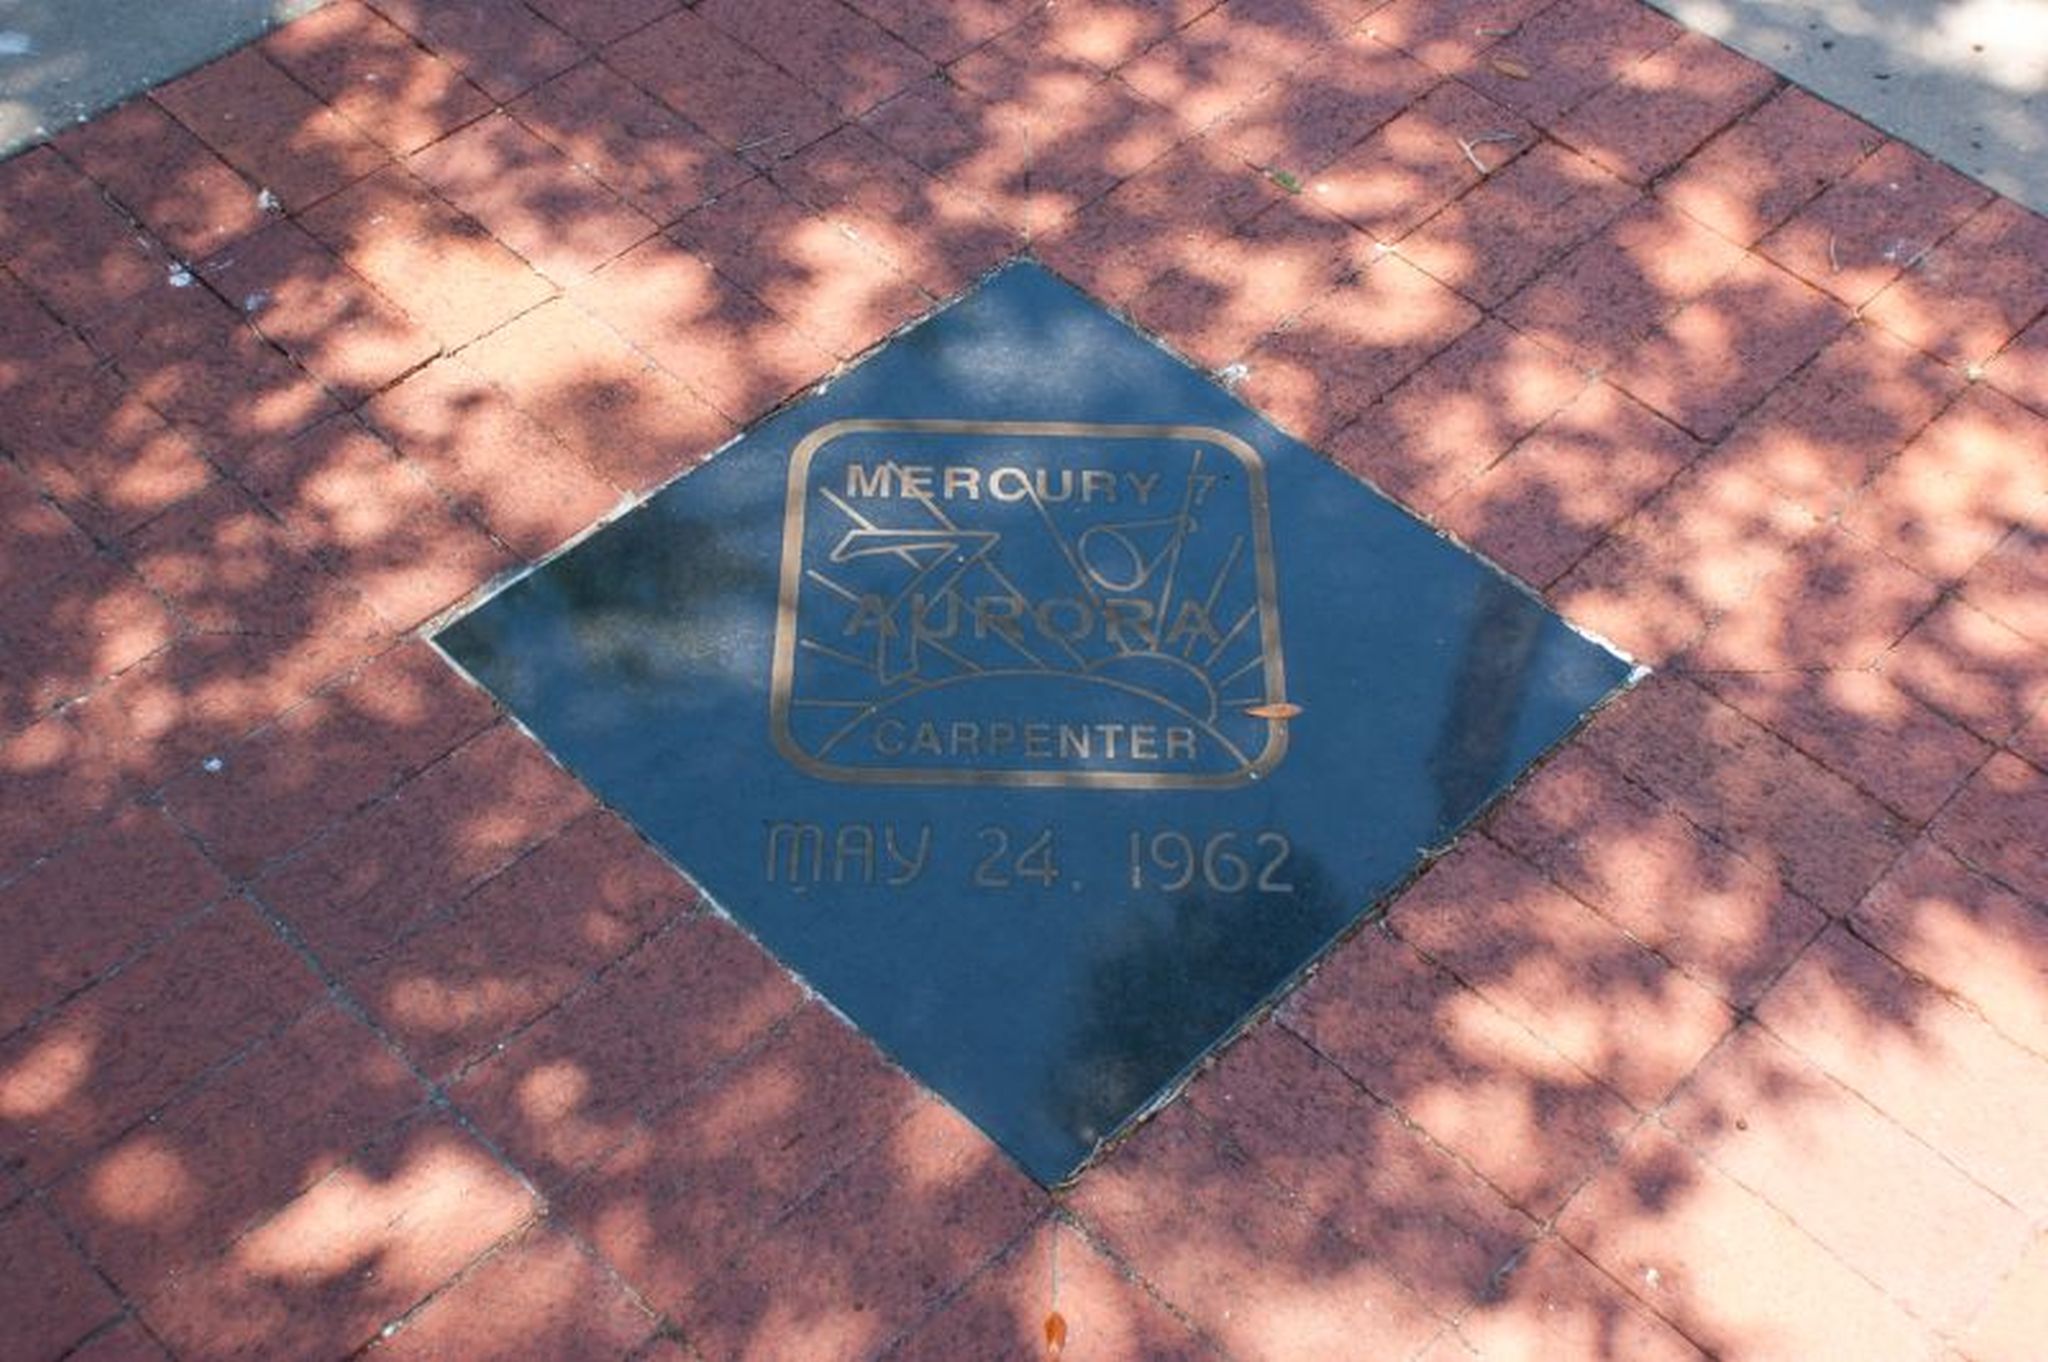 MERCURY 7
AURORA
CARPENTER
MAY 24, 1962